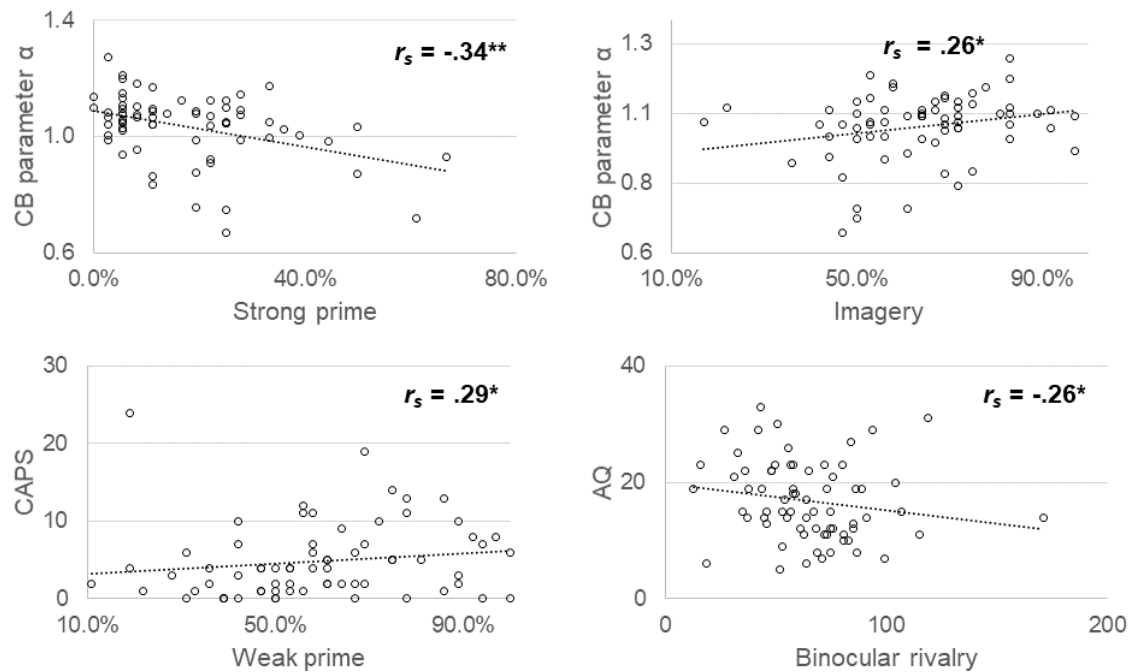 1.4
1.0
0.6
CB parameter α
r_s = -.34**
0.0%
40.0%
80.0%
Strong prime
1.3
1.1
0.8
0.6
CB parameter α
r_s = .26*
10.0%
50.0%
90.0%
Imagery
30
20
10
0
CAPS
r_s = .29*
10.0%
50.0%
90.0%
Weak prime
40
20
0
AQ
r_s = -.26*
0
100
200
Binocular rivalry